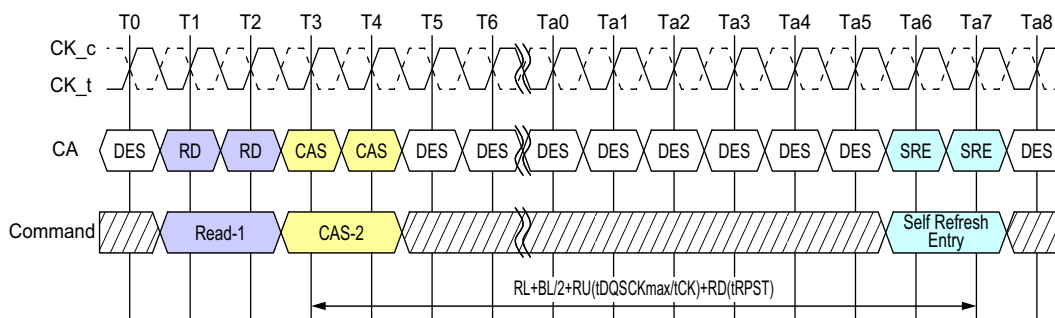 T0 T1 T2 T3 T4 T5 T6 Ta0 Ta1 Ta2 Ta3 Ta4 Ta5 Ta6 Ta7 Ta8
CK_c
CK_t
CA DES RD RD CAS CAS DES DES DES DES DES DES DES DES SRE SRE DES
Command Read-1 CAS-2 Self Refresh
Entry
RL+BL/2+RU(tDQSCKmax/tCK)+RD(tRPST)